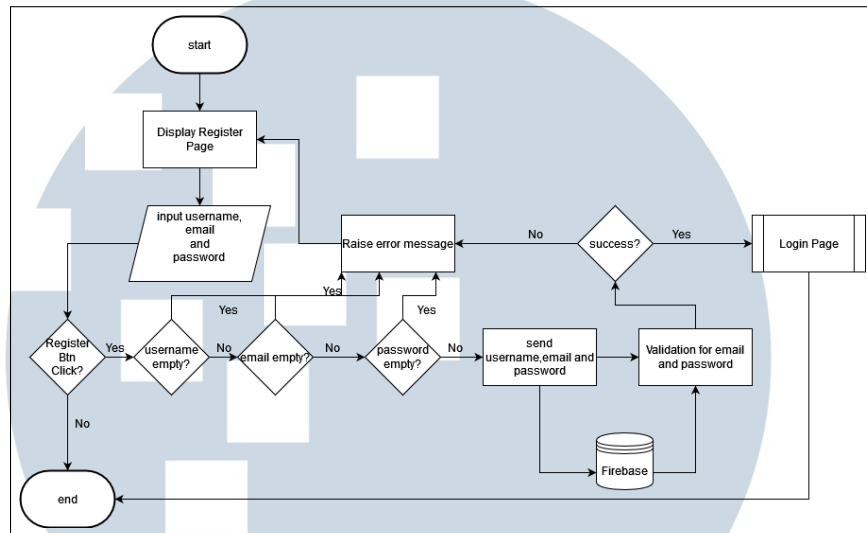 start
Display Register
Page
input username,
email
and
password
Raise error message
No
success?
Yes
Login Page
Yes
Yes
Yes
Register
Btn
Click?
Yes
username
empty?
No
email empty?
No
password
empty?
No
send
username,email and
password
Validation for email
and password
No
Firebase
end